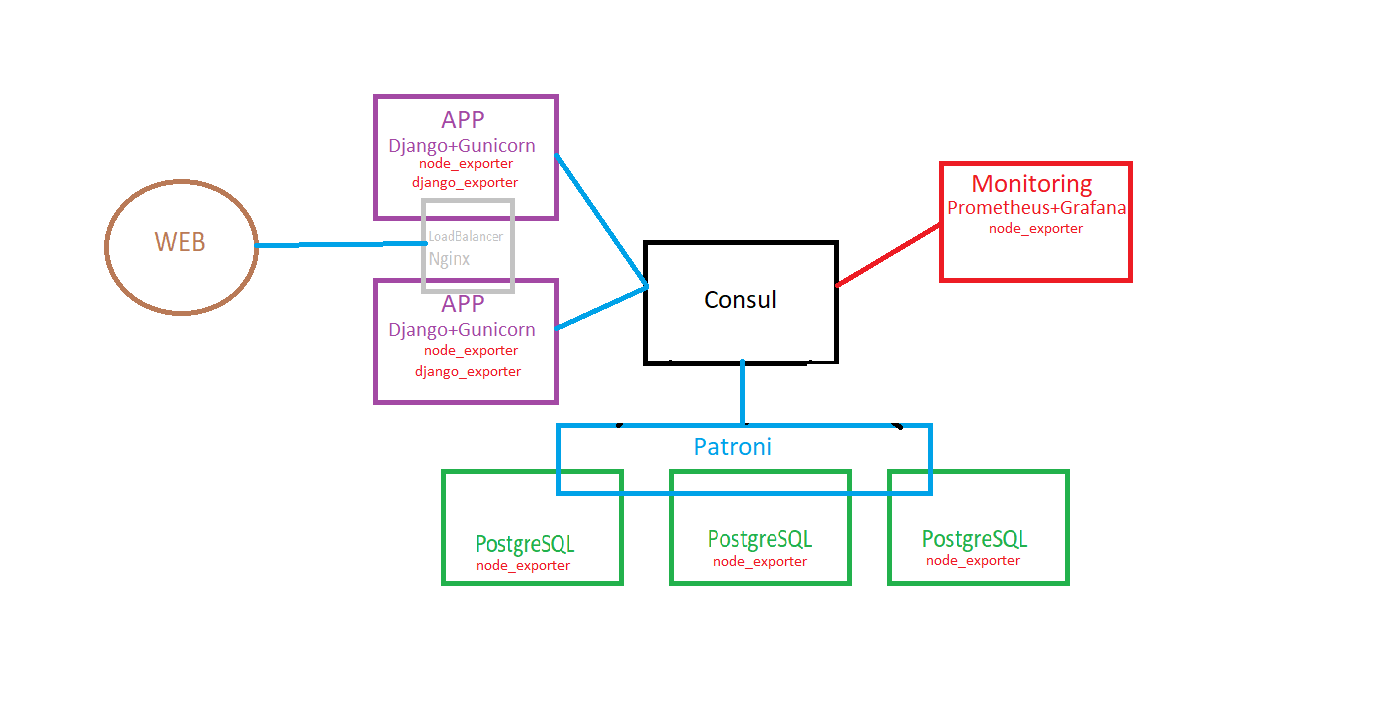 WEB
APP
Django+Gunicorn
node_exporter
django_exporter
LoadBalancer
Nginx
APP
Django+Gunicorn
node_exporter
django_exporter
Consul
Monitoring
Prometheus+Grafana
node_exporter
Patroni
PostgreSQL
node_exporter
PostgreSQL
node_exporter
PostgreSQL
node_exporter